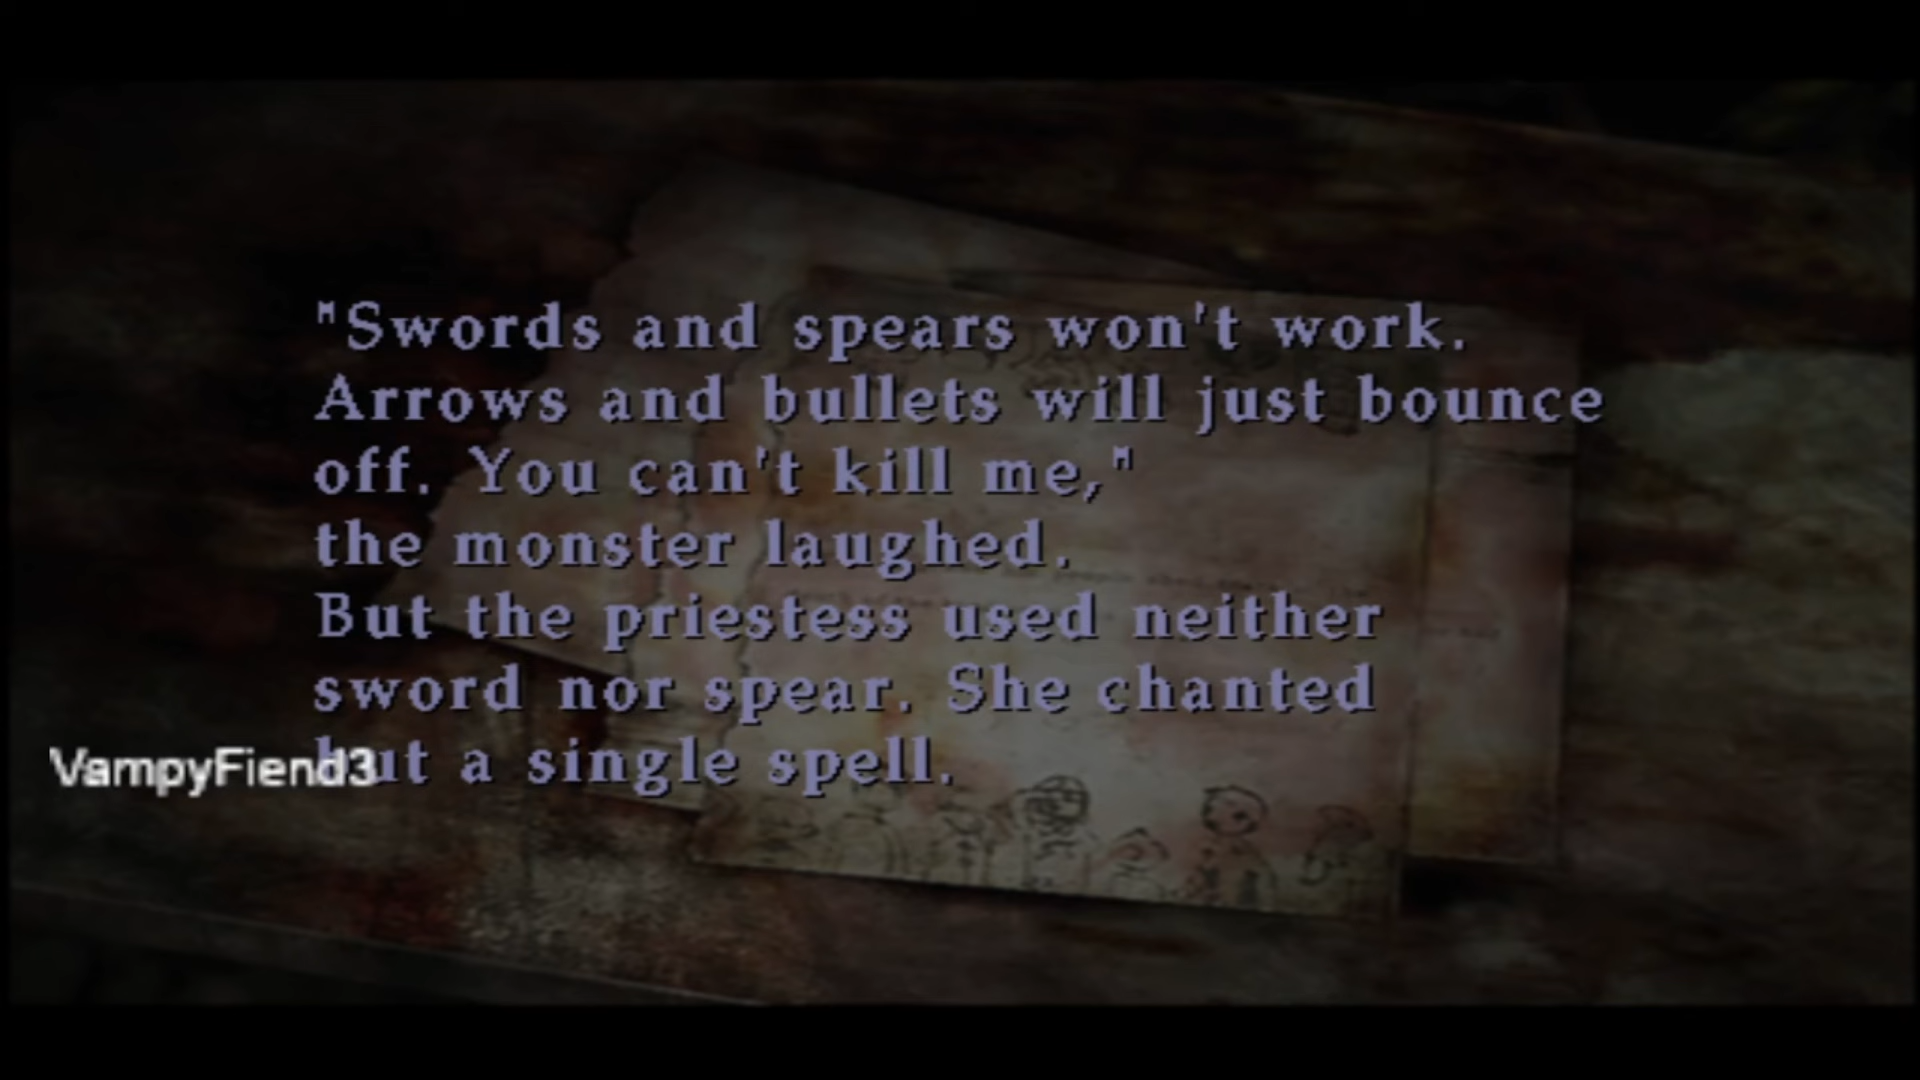 "Swords and spears won't work.
Arrows and bullets will just bounce
off. You can't kill me,"
the monster laughed.
But the priestess used neither
sword nor spear. She chanted
but a single spell.
VampyFiend3